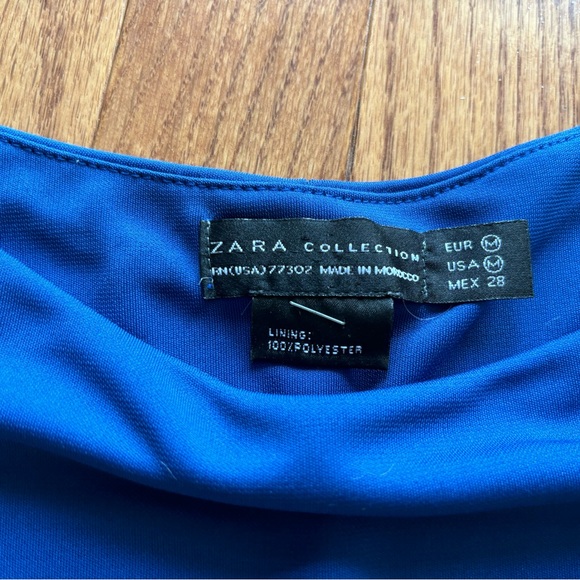 ZARA COLLECTION
RN(USA)77302 MADE IN MOROCCO
EUR M
USA M
MEX 28
LINING:
100%POLYESTER